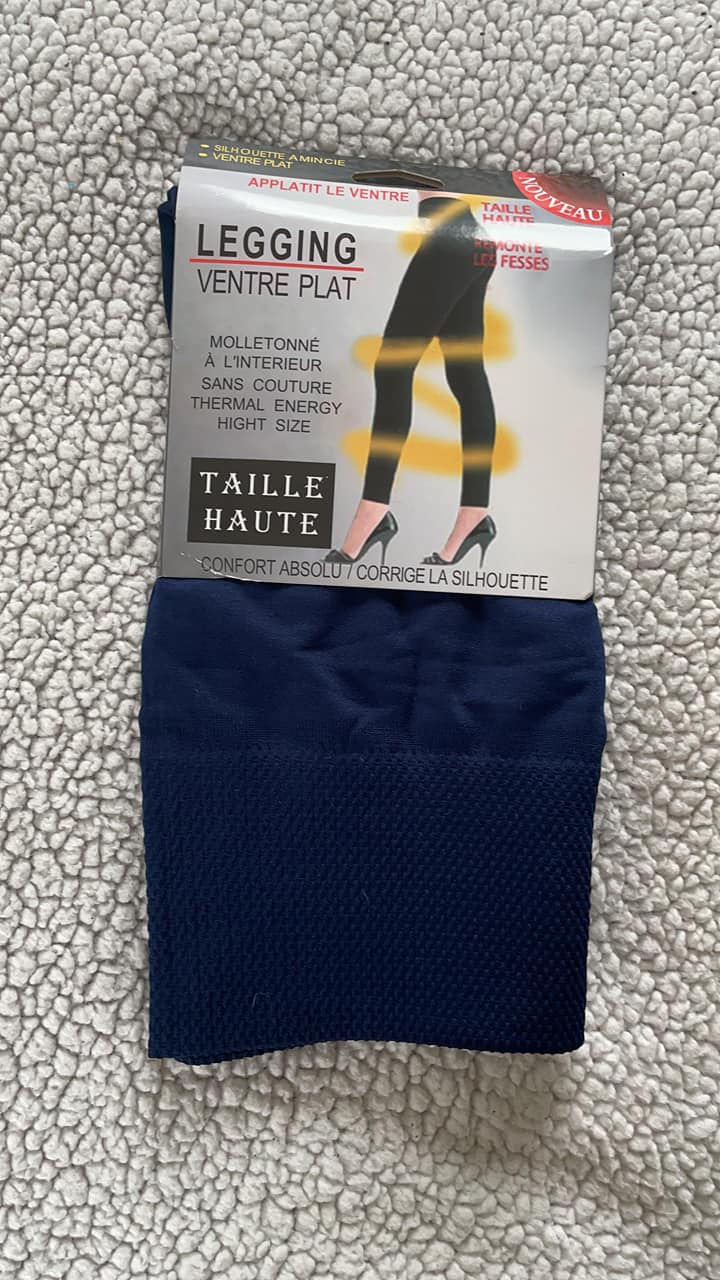 SILHOUETTE AMINCIE
VENTRE PLAT
APPLATIT LE VENTRE
NOUVEAU
TAILLE
HAUTE
REMONTE
LES FESSES
LEGGING
VENTRE PLAT
MOLLETONNÉ
À L'INTERIEUR
SANS COUTURE
THERMAL ENERGY
HIGHT SIZE
TAILLE
HAUTE
CONFORT ABSOLU / CORRIGE LA SILHOUETTE